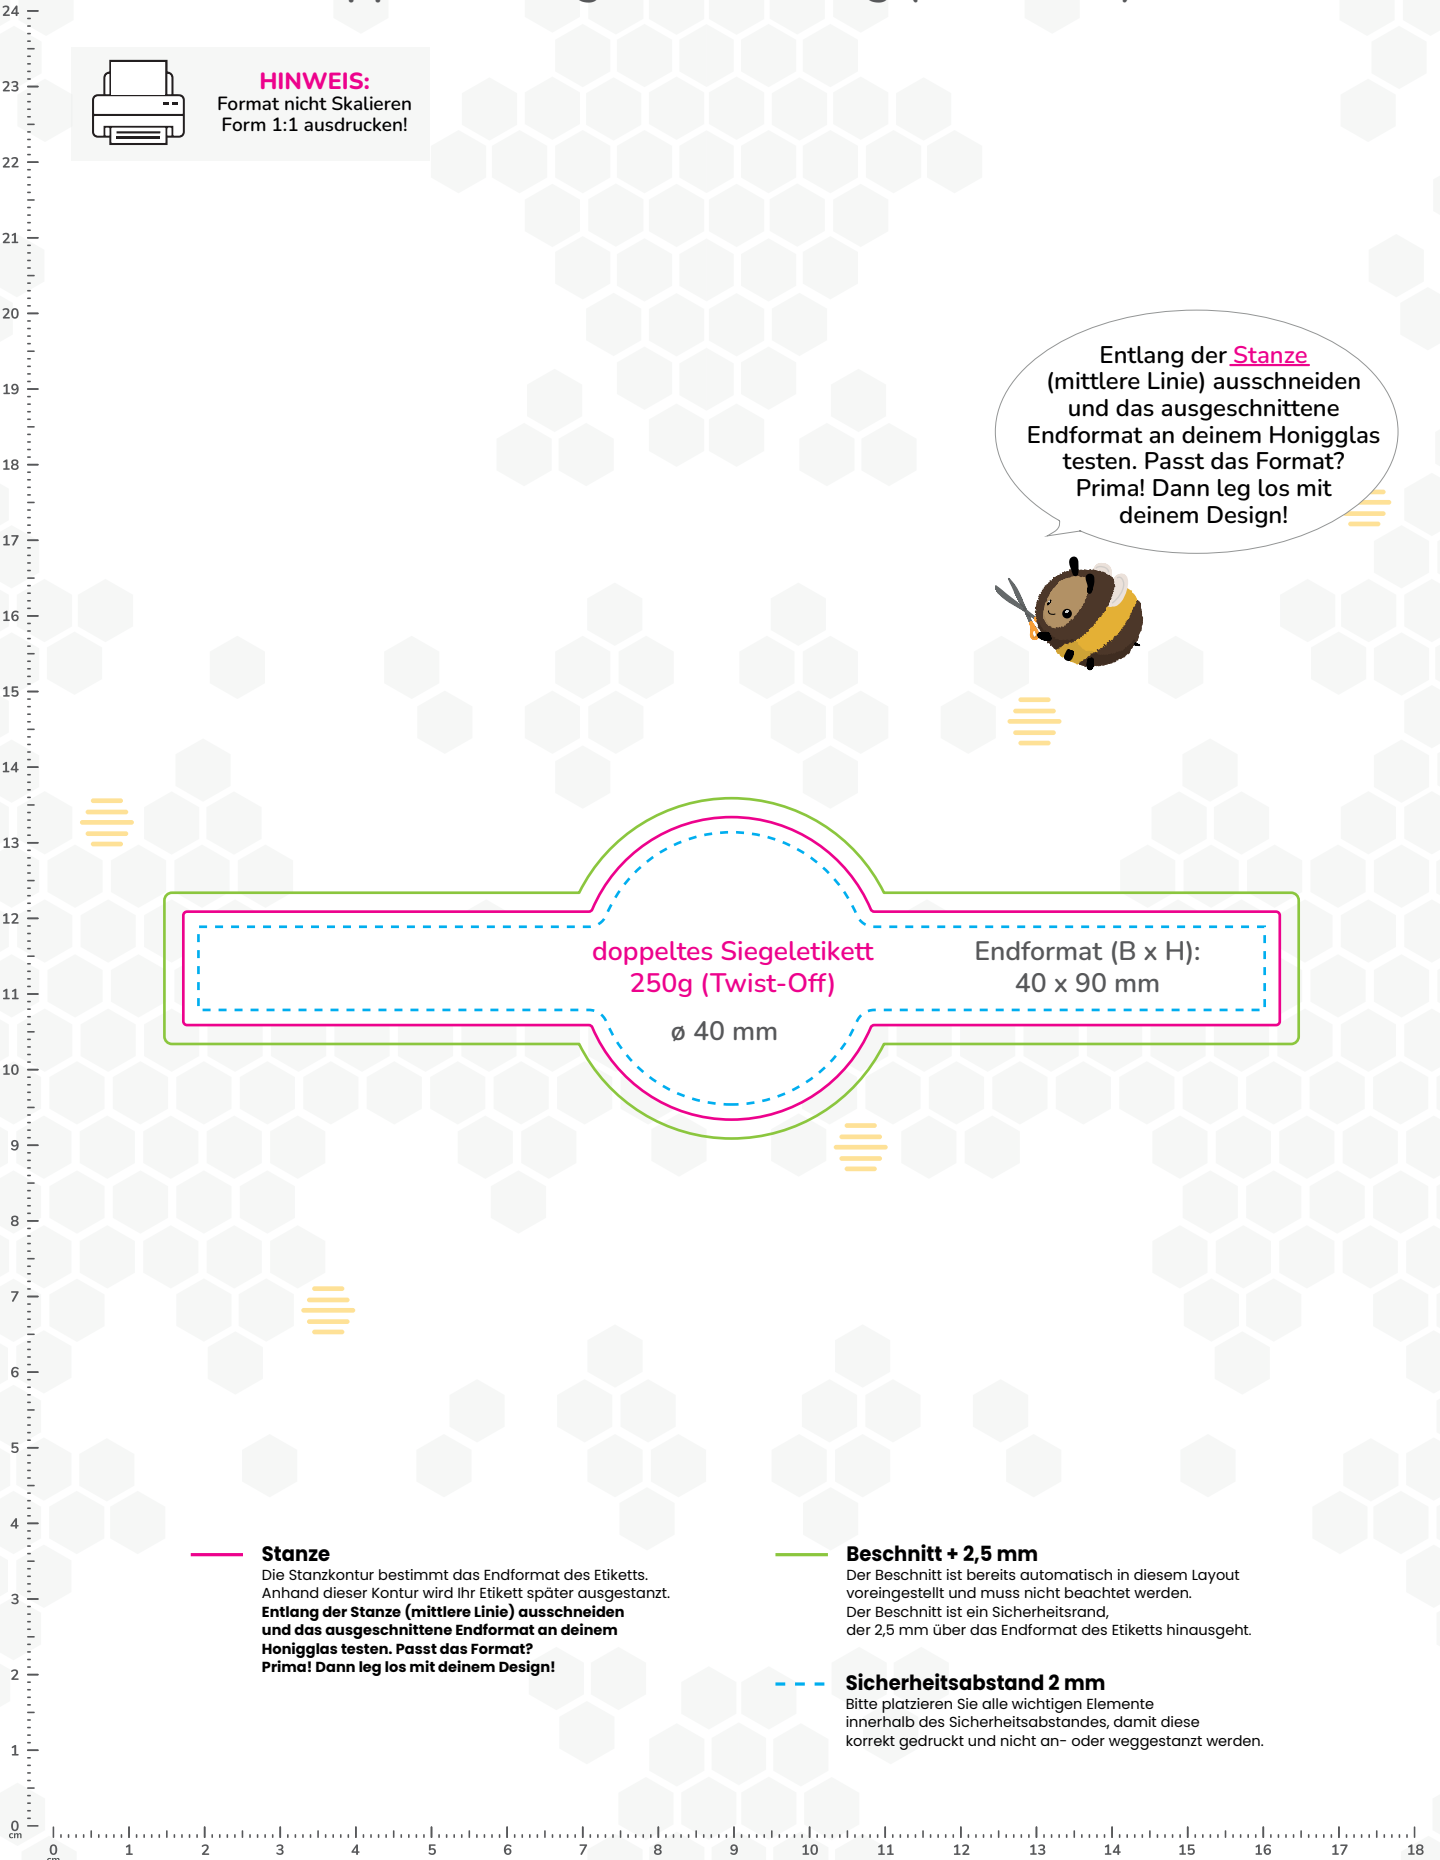 HINWEIS:
Format nicht Skalieren
Form 1:1 ausdrucken!
Entlang der Stanze
(mittlere Linie) ausschneiden
und das ausgeschnittene
Endformat an deinem Honigglas
testen. Passt das Format?
Prima! Dann leg los mit
deinem Design!
doppeltes Siegeletikett
250g (Twist-Off)
ø 40 mm
Endformat (B x H):
40 x 90 mm
Stanze
Die Stanzkontur bestimmt das Endformat des Etiketts.
Anhand dieser Kontur wird Ihr Etikett später ausgestanzt.
Entlang der Stanze (mittlere Linie) ausschneiden
und das ausgeschnittene Endformat an deinem
Honigglas testen. Passt das Format?
Prima! Dann leg los mit deinem Design!
Beschnitt + 2,5 mm
Der Beschnitt ist bereits automatisch in diesem Layout
voreingestellt und muss nicht beachtet werden.
Der Beschnitt ist ein Sicherheitsrand,
der 2,5 mm über das Endformat des Etiketts hinausgeht.
Sicherheitsabstand 2 mm
Bitte platzieren Sie alle wichtigen Elemente
innerhalb des Sicherheitsabstandes, damit diese
korrekt gedruckt und nicht an- oder weggestanzt werden.
24
23
22
21
20
19
18
17
16
15
14
13
12
11
10
9
8
7
6
5
4
3
2
1
0
cm
0 1 2 3 4 5 6 7 8 9 10 11 12 13 14 15 16 17 18
cm